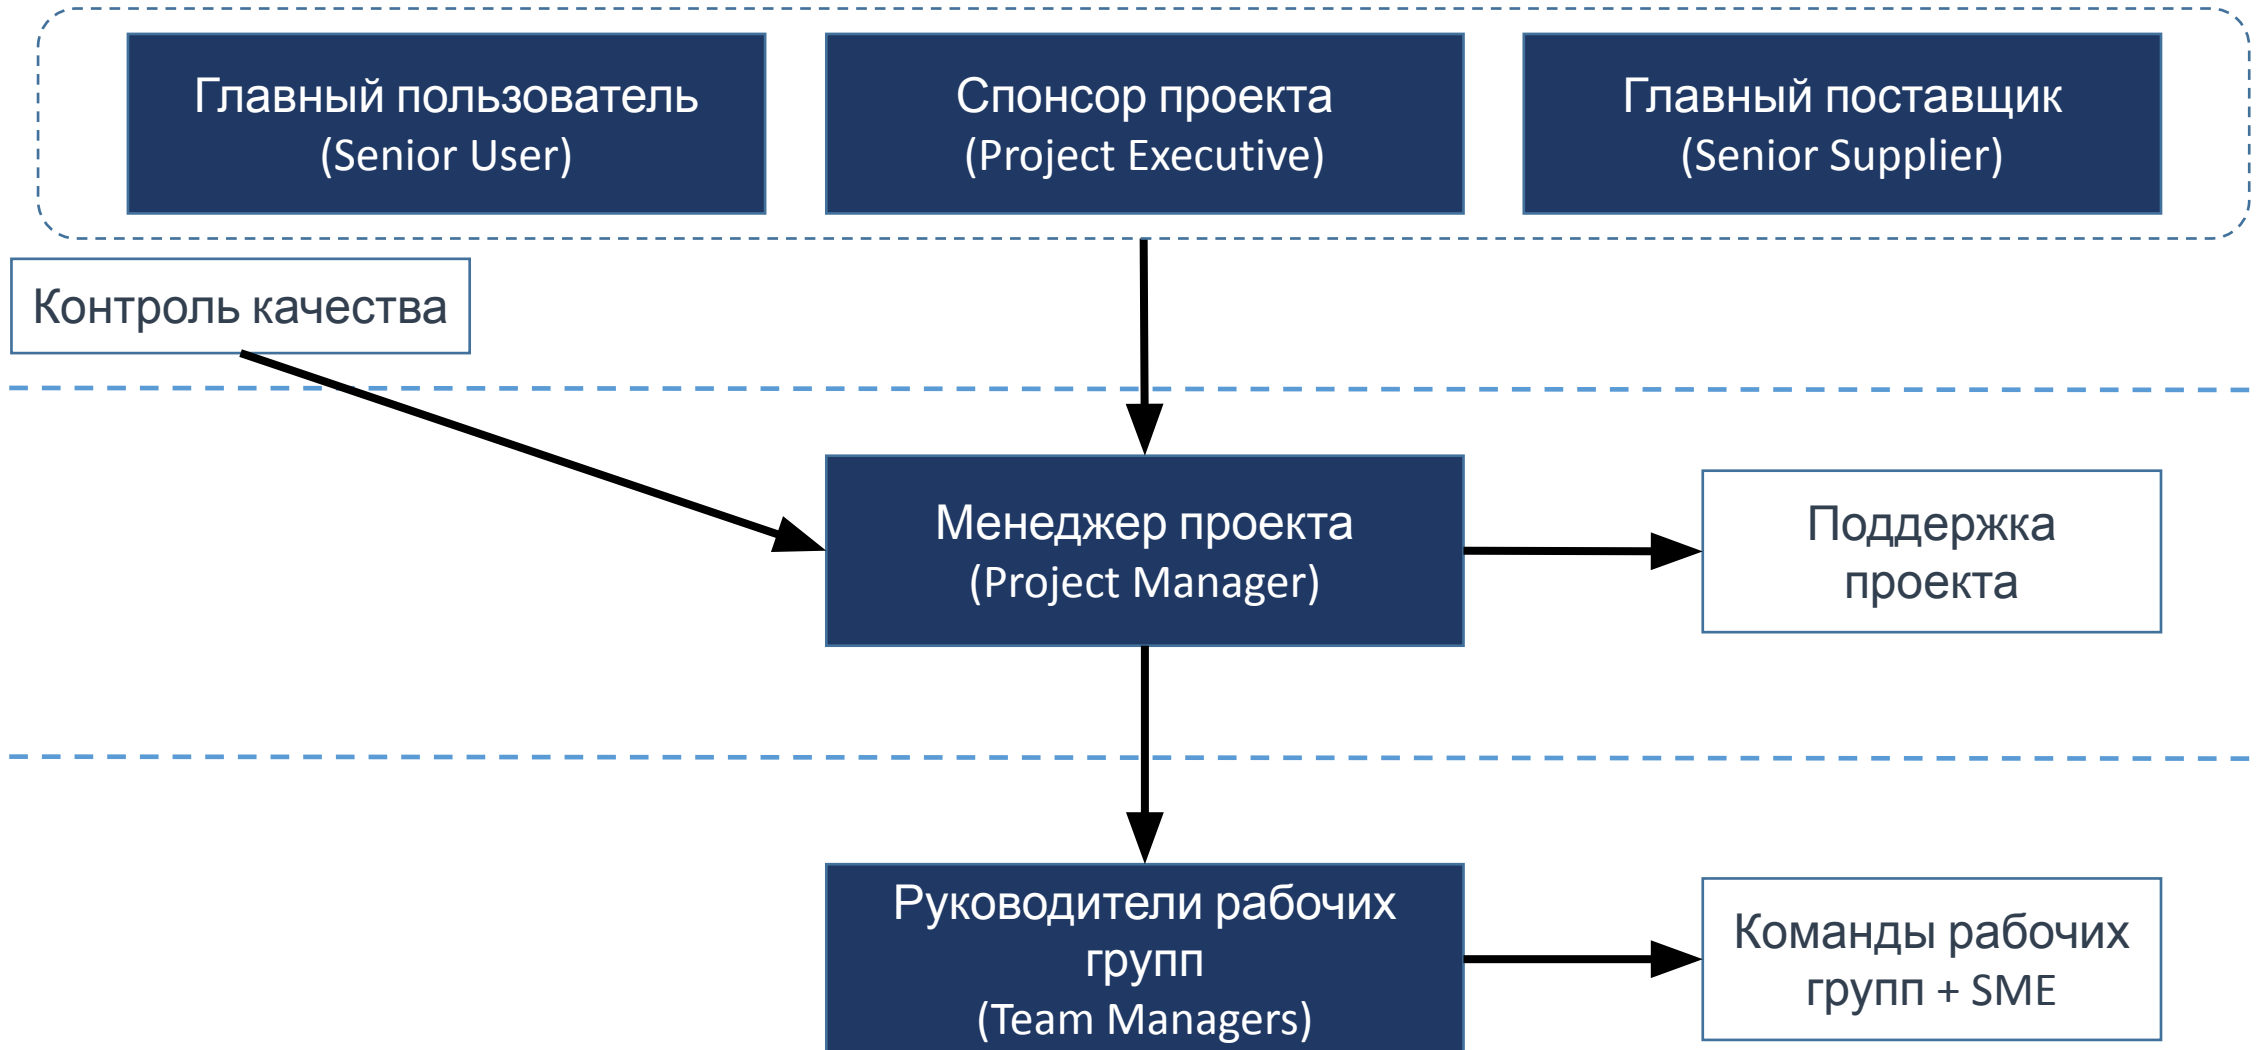 Главный пользователь
(Senior User)
Спонсор проекта
(Project Executive)
Главный поставщик
(Senior Supplier)
Контроль качества
Менеджер проекта
(Project Manager)
Поддержка
проекта
Руководители рабочих
групп
(Team Managers)
Команды рабочих
групп + SME